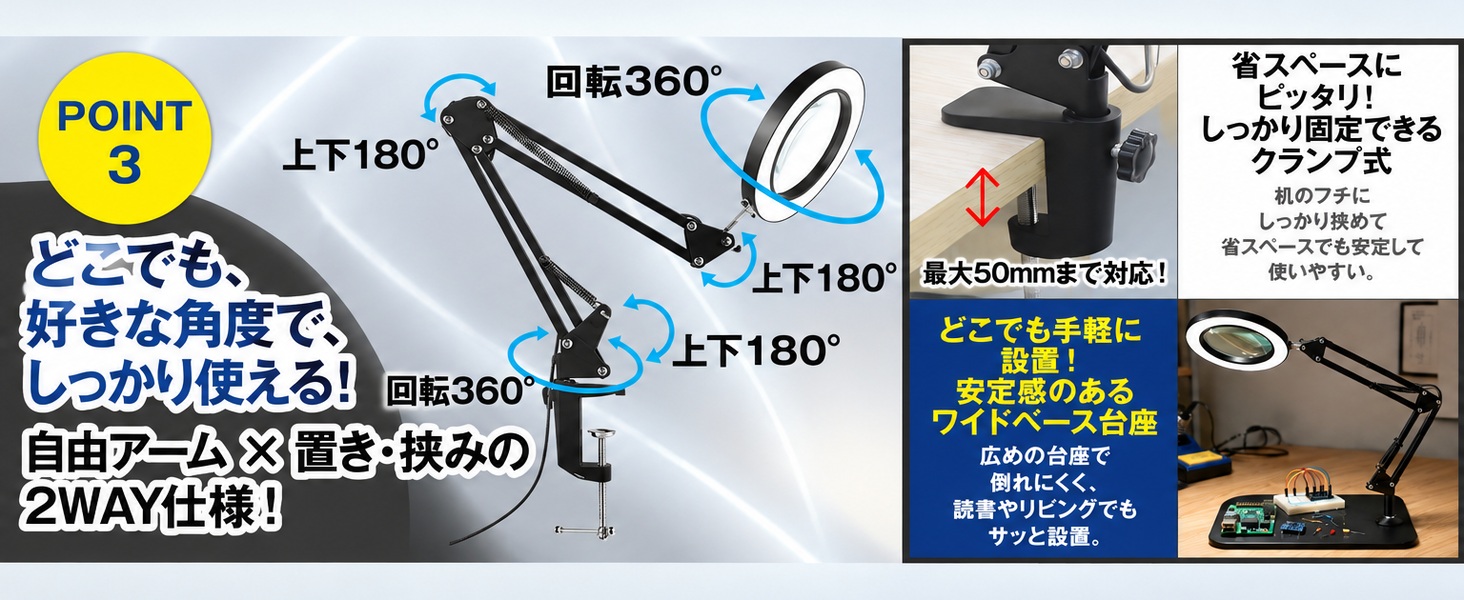 POINT
3
どこでも、
好きな角度で、
しっかり使える!
自由アーム × 置き・挟みの
2WAY仕様!
回転360°
上下180°
上下180°
上下180°
回転360°
最大50mmまで対応!
省スペースに
ピッタリ!
しっかり固定できる
クランプ式
机のフチに
しっかり挟めて
省スペースでも安定して
使いやすい。
どこでも手軽に
設置!
安定感のある
ワイドベース台座
広めの台座で
倒れにくく、
読書やリビングでも
サッと設置。